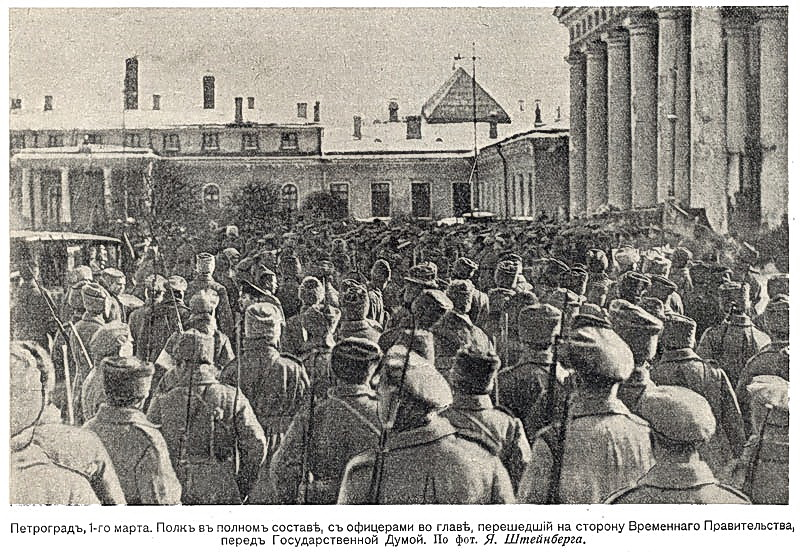 Петроградъ, 1-го марта. Полкъ въ полномъ составѣ, съ офицерами во главѣ, перешедшій на сторону Временнаго Правительства,
передъ Государственной Думой. По фот. Я. Штейнберга.